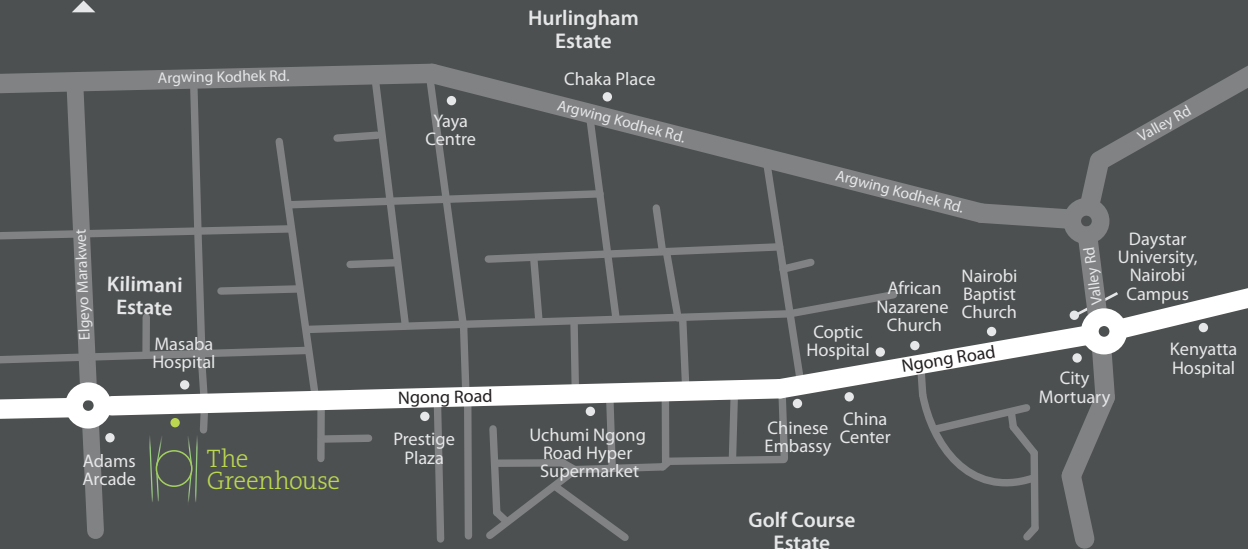 Hurlingham
Estate
Chaka Place
Argwing Kodhek Rd.
Argwing Kodhek Rd.
Yaya
Centre
Valley Rd
Argwing Kodhek Rd.
Elgeyo Marakwet
Kilimani
Estate
Masaba
Hospital
Valley Rd
Daystar
University,
Nairobi
Campus
Nairobi
Baptist
Church
African
Nazarene
Church
Coptic
Hospital
Ngong Road
Kenyatta
Hospital
City
Mortuary
Ngong Road
Prestige
Plaza
Uchumi Ngong
Road Hyper
Supermarket
Chinese
Embassy
China
Center
Adams
Arcade
The
Greenhouse
Golf Course
Estate